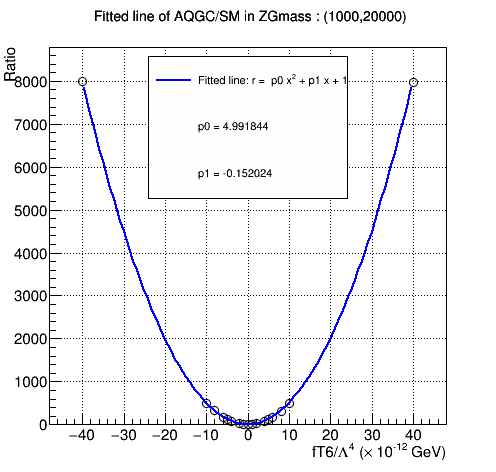 Fitted line of AQGC/SM in ZGmass : (1000,20000)
Ratio
Fitted line: r = p0 x² + p1 x + 1
p0 = 4.991844
p1 = -0.152024
8000
7000
6000
5000
4000
3000
2000
1000
0
−40 −30 −20 −10 0 10 20 30 40
fT6/Λ⁴ (× 10⁻¹² GeV)